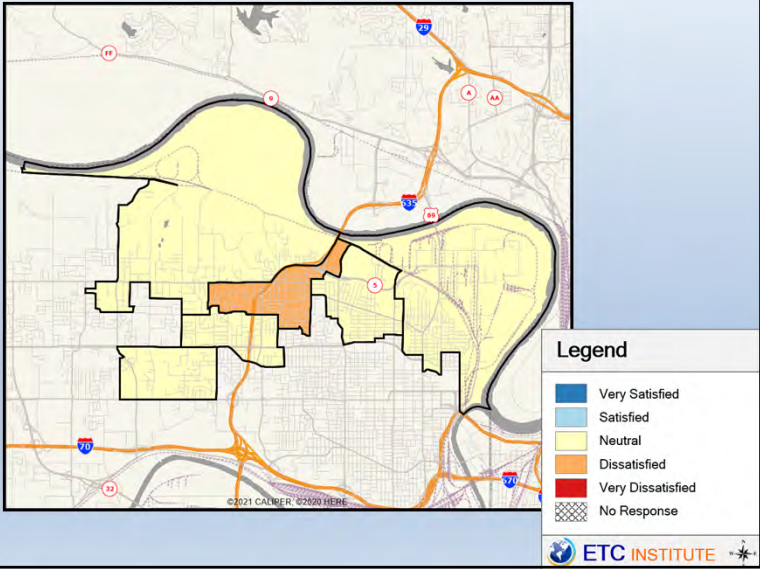 29
FF
A
AA
9
635
69
5
70
32
670
©2021 CALIPER; ©2020 HERE
Legend
Very Satisfied
Satisfied
Neutral
Dissatisfied
Very Dissatisfied
No Response
ETC INSTITUTE
N
W
E
S